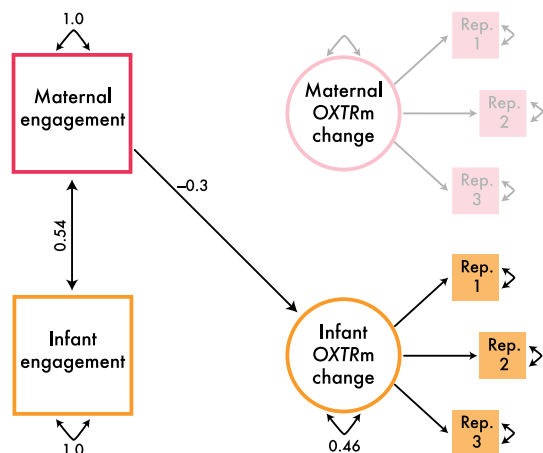 1.0
Maternal
engagement
Maternal
OXTRm
change
Rep.
1
Rep.
2
Rep.
3
–0.3
0.54
Infant
engagement
1.0
Infant
OXTRm
change
0.46
Rep.
1
Rep.
2
Rep.
3